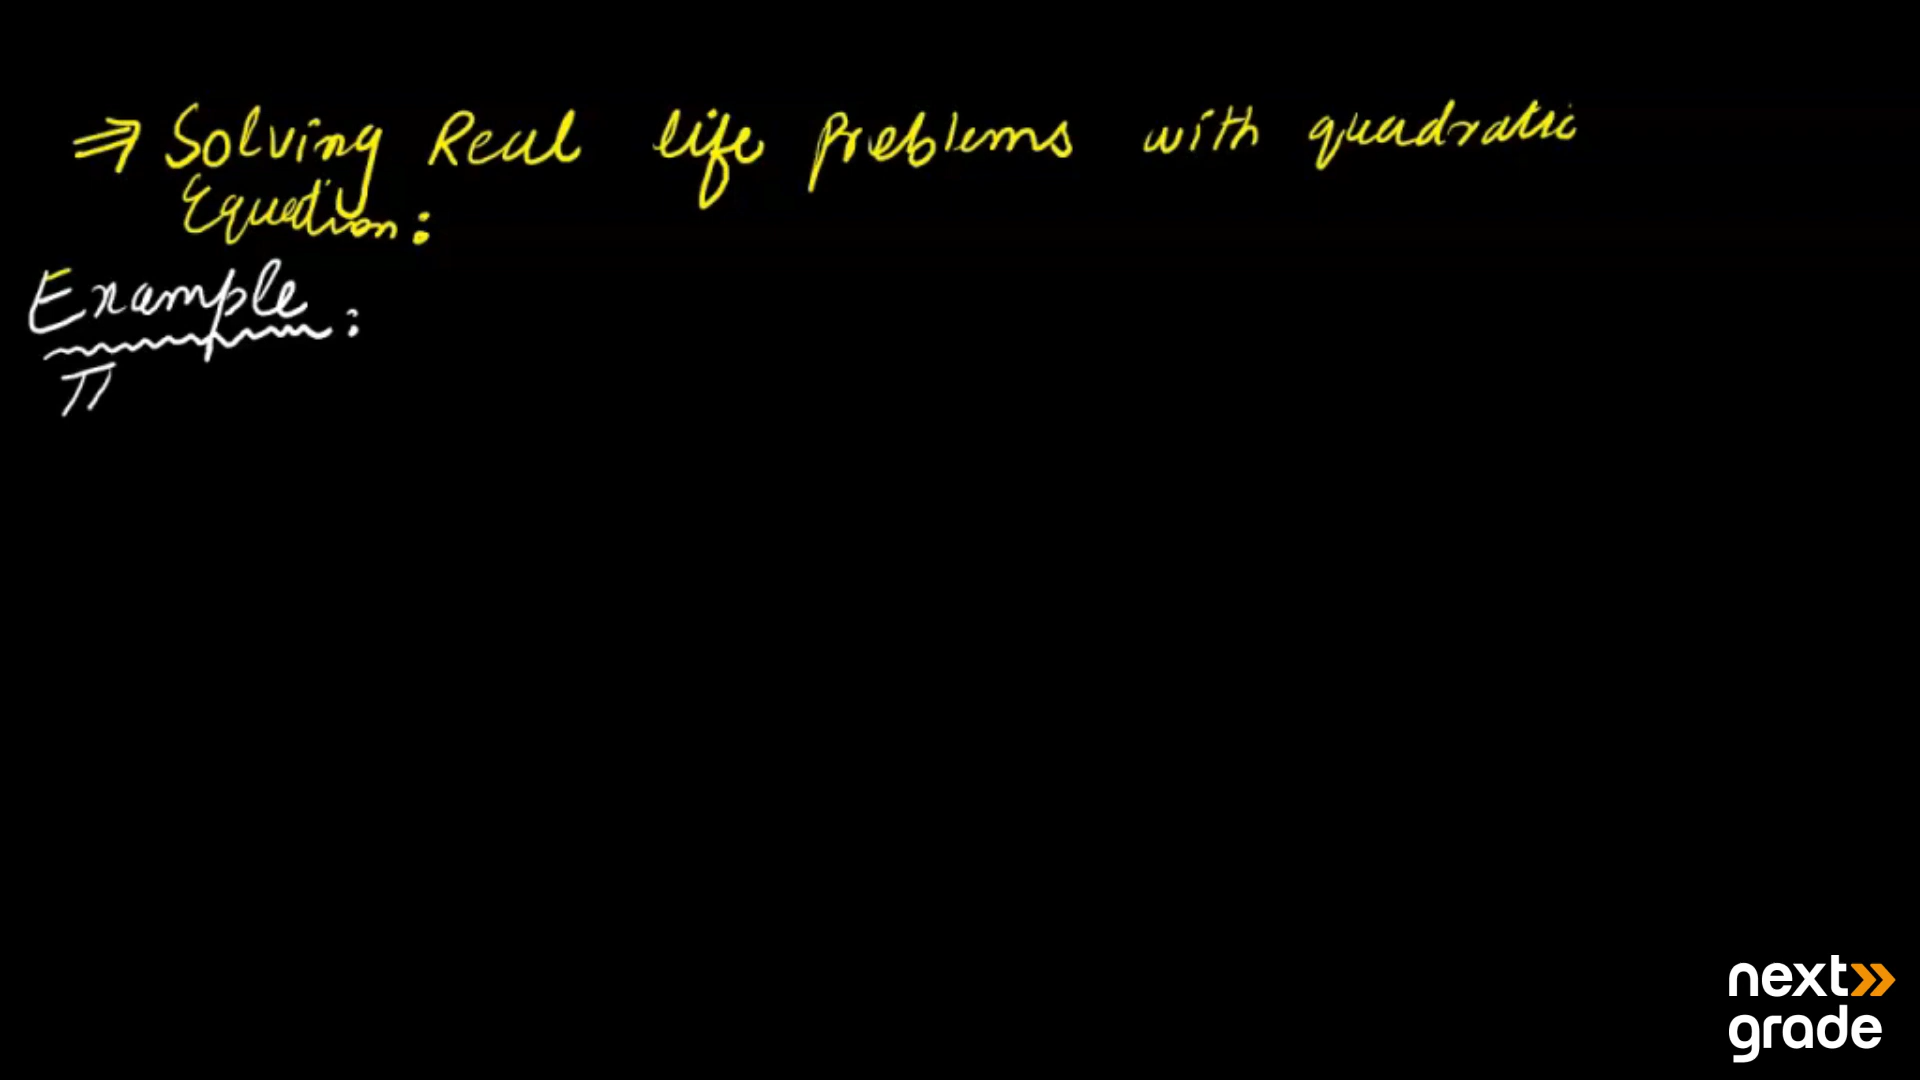 ⇒ Solving Real life problems with quadratic
Equation:
Example:
next
grade